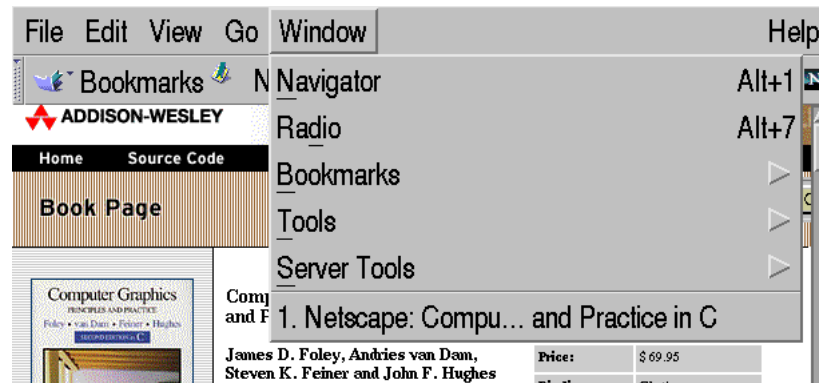 File Edit View Go Window Help
Bookmarks N
Navigator Alt+1
Radio Alt+7
Bookmarks
Tools
Server Tools
1. Netscape: Compu... and Practice in C
ADDISON-WESLEY
Home Source Code
Book Page
Computer Graphics
PRINCIPLES AND PRACTICE
Foley • van Dam • Feiner • Hughes
SECOND EDITION in C
Comp
and F
James D. Foley, Andries van Dam,
Steven K. Feiner and John F. Hughes
Price: $ 69.95